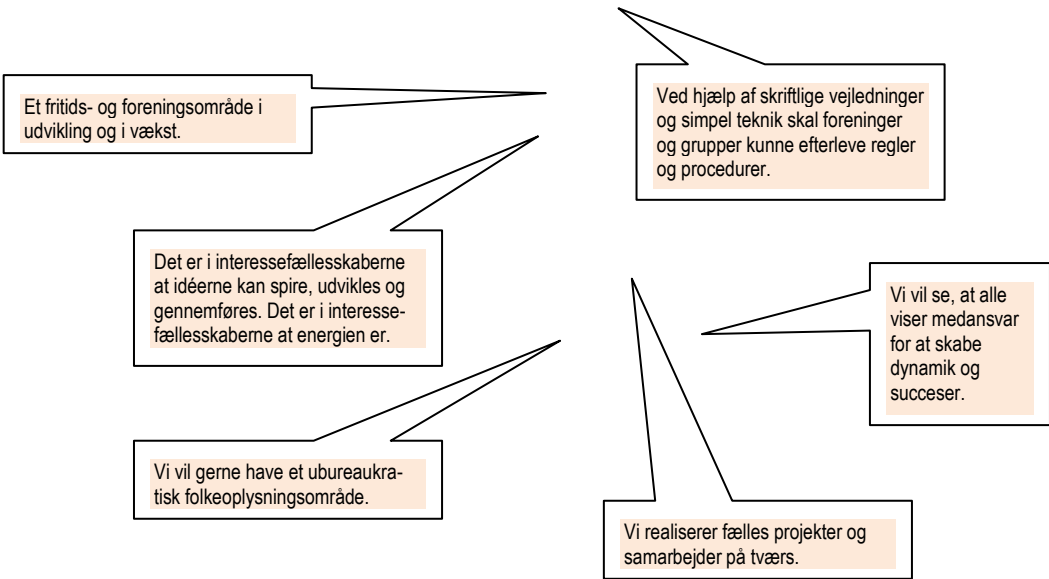 Et fritids- og foreningsområde i
udvikling og i vækst.
Ved hjælp af skriftlige vejledninger
og simpel teknik skal foreninger
og grupper kunne efterleve regler
og procedurer.
Det er i interessefællesskaberne
at idéerne kan spire, udvikles og
gennemføres. Det er i interesse-
fællesskaberne at energien er.
Vi vil se, at alle
viser medansvar
for at skabe
dynamik og
succeser.
Vi vil gerne have et ubureaukra-
tisk folkeoplysningsområde.
Vi realiserer fælles projekter og
samarbejder på tværs.